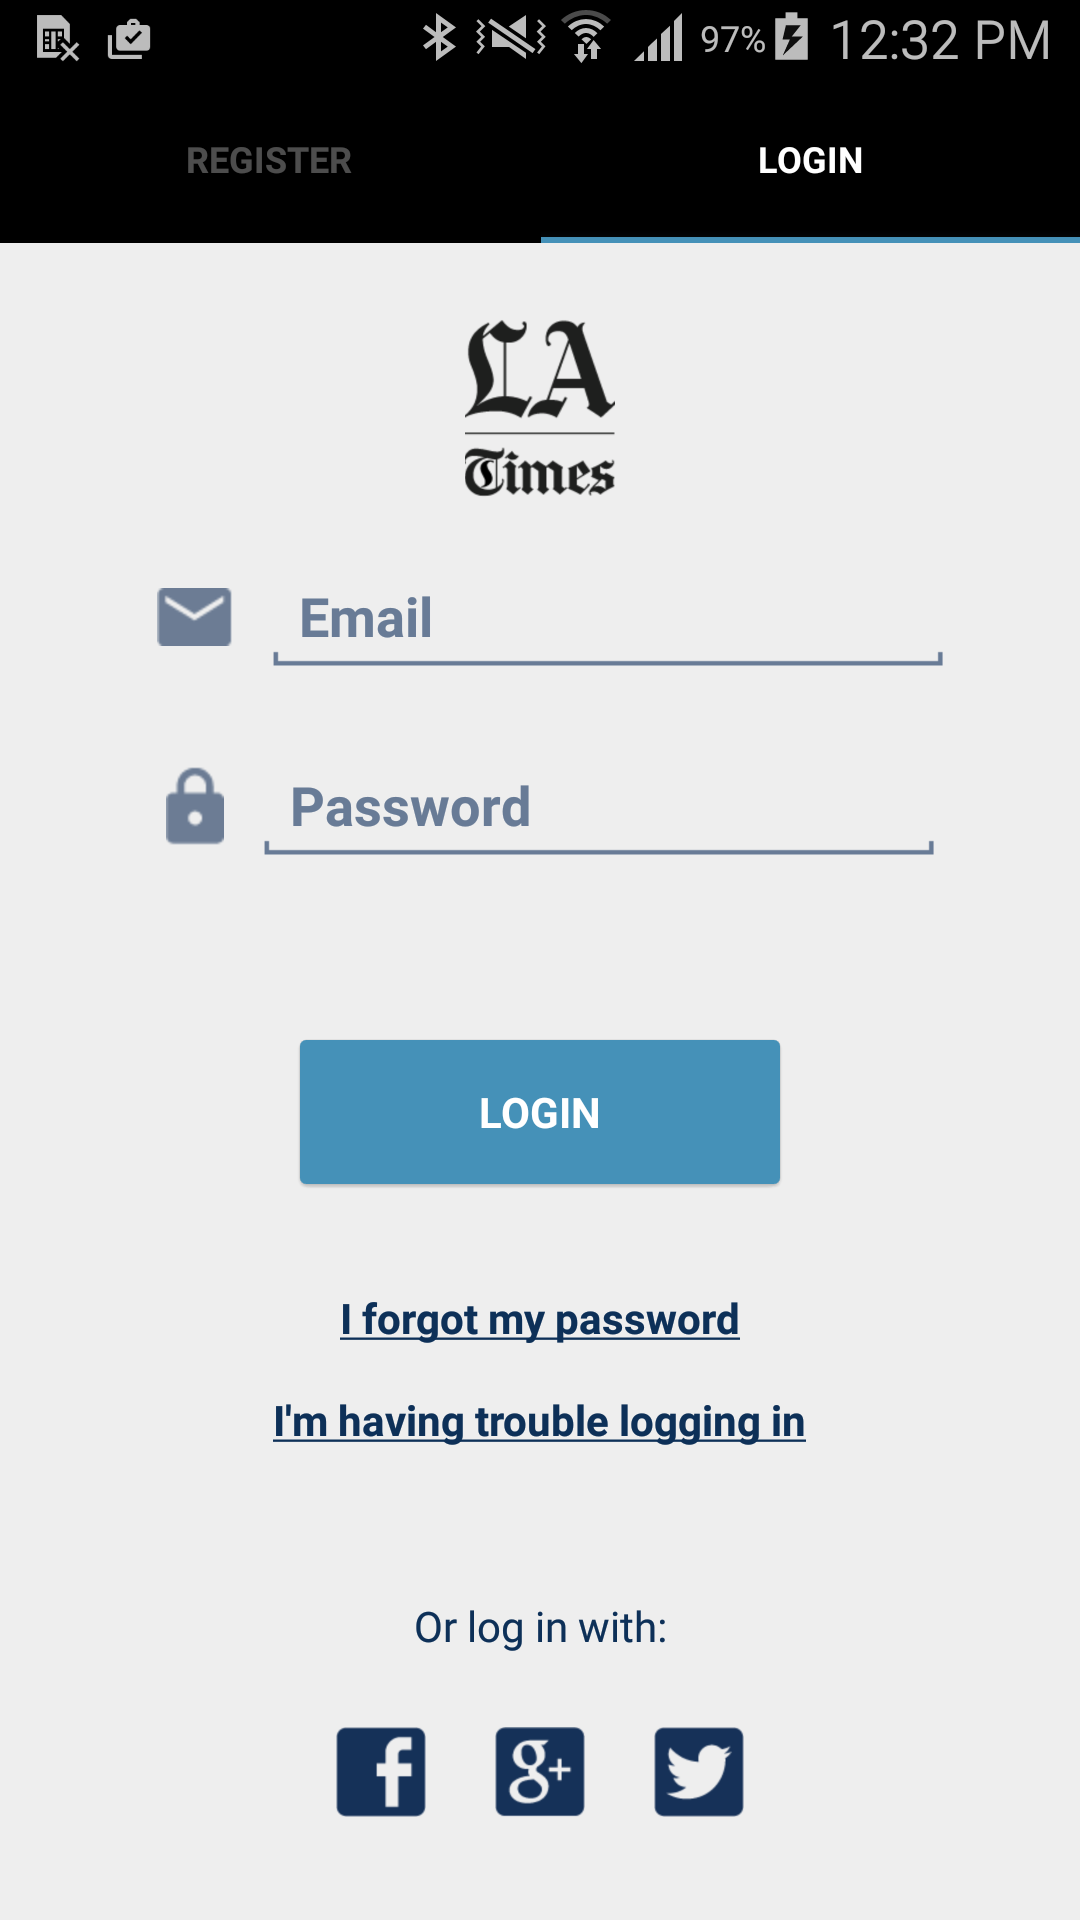 97% 12:32 PM
REGISTER LOGIN
LA
Times
Email
Password
LOGIN
I forgot my password
I'm having trouble logging in
Or log in with:
f g+